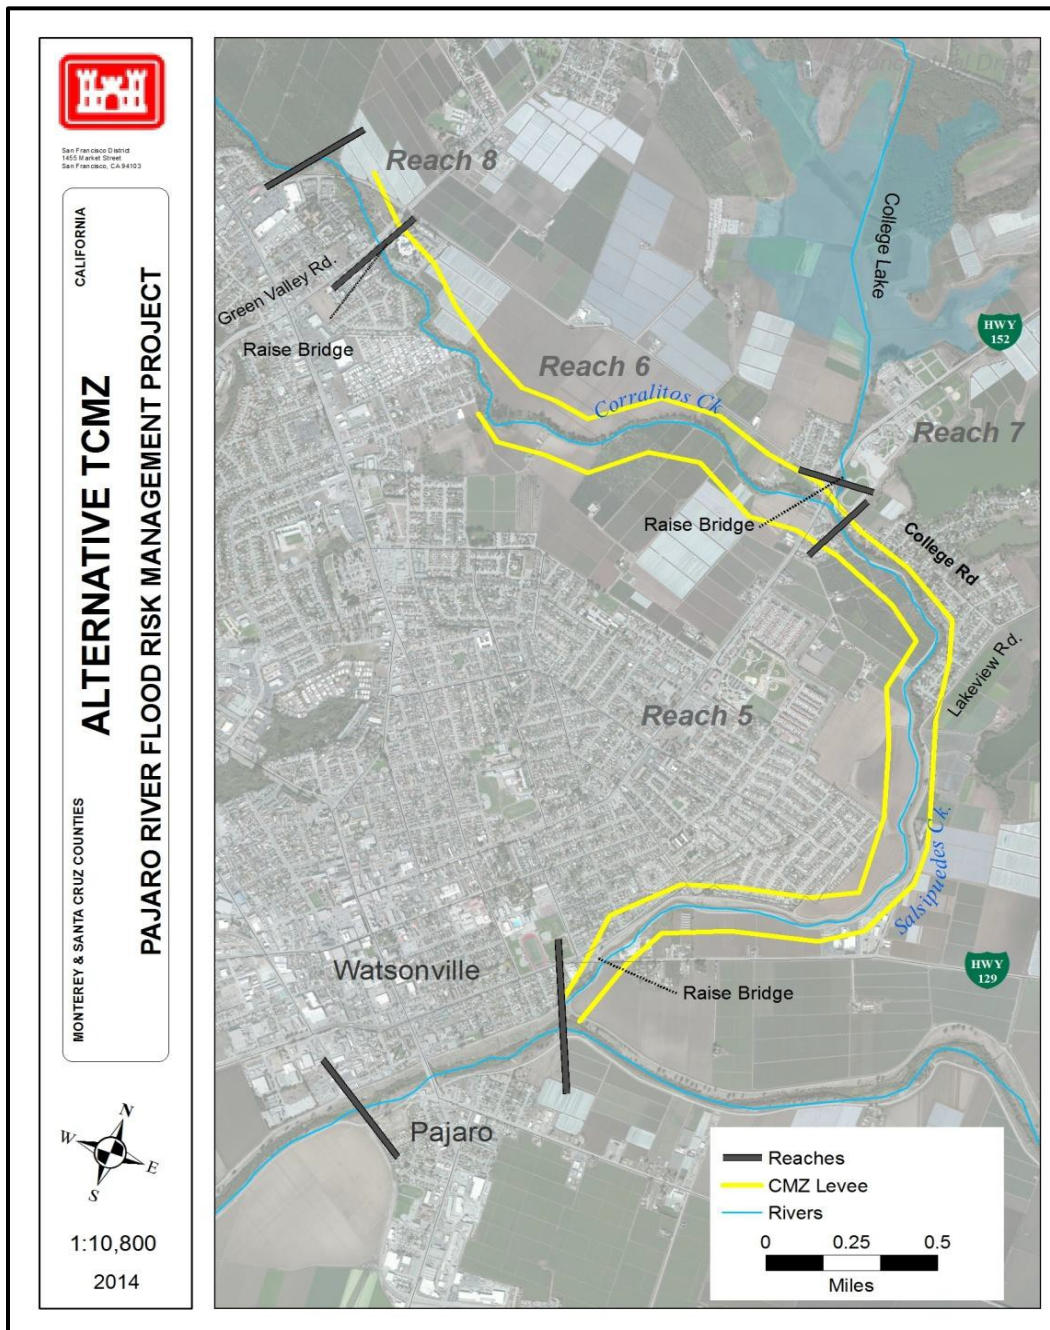 San Francisco District
1455 Market Street
San Francisco, CA 94103
CALIFORNIA
MONTEREY & SANTA CRUZ COUNTIES
ALTERNATIVE TCMZ
PAJARO RIVER FLOOD RISK MANAGEMENT PROJECT
N
W
E
S
1:10,800
2014
Reach 8
Green Valley Rd.
Raise Bridge
College Lake
HWY
152
Reach 6
Corralitos Ck
Reach 7
Raise Bridge
College Rd
Lakeview Rd.
Reach 5
Salsipuedes Ck.
Watsonville
HWY
129
Raise Bridge
Pajaro
Reaches
CMZ Levee
Rivers
0 0.25 0.5
Miles